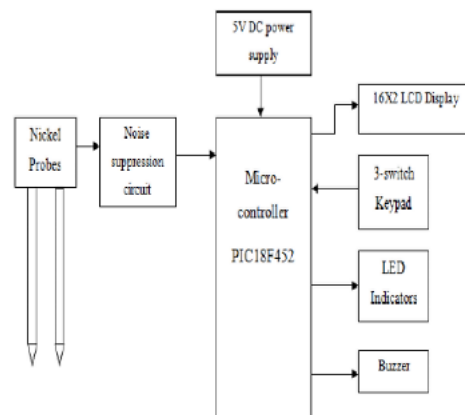 5V DC power
supply
16X2 LCD Display
Nickel
Probes
Noise
suppression
circuit
Micro-
controller
PIC18F452
3-switch
Keypad
LED
Indicators
Buzzer